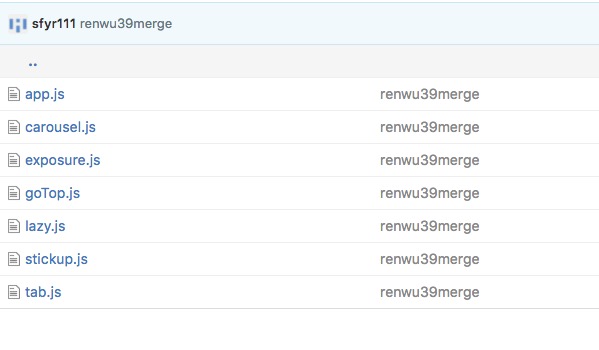 sfyr111 renwu39merge
..
app.js renwu39merge
carousel.js renwu39merge
exposure.js renwu39merge
goTop.js renwu39merge
lazy.js renwu39merge
stickup.js renwu39merge
tab.js renwu39merge